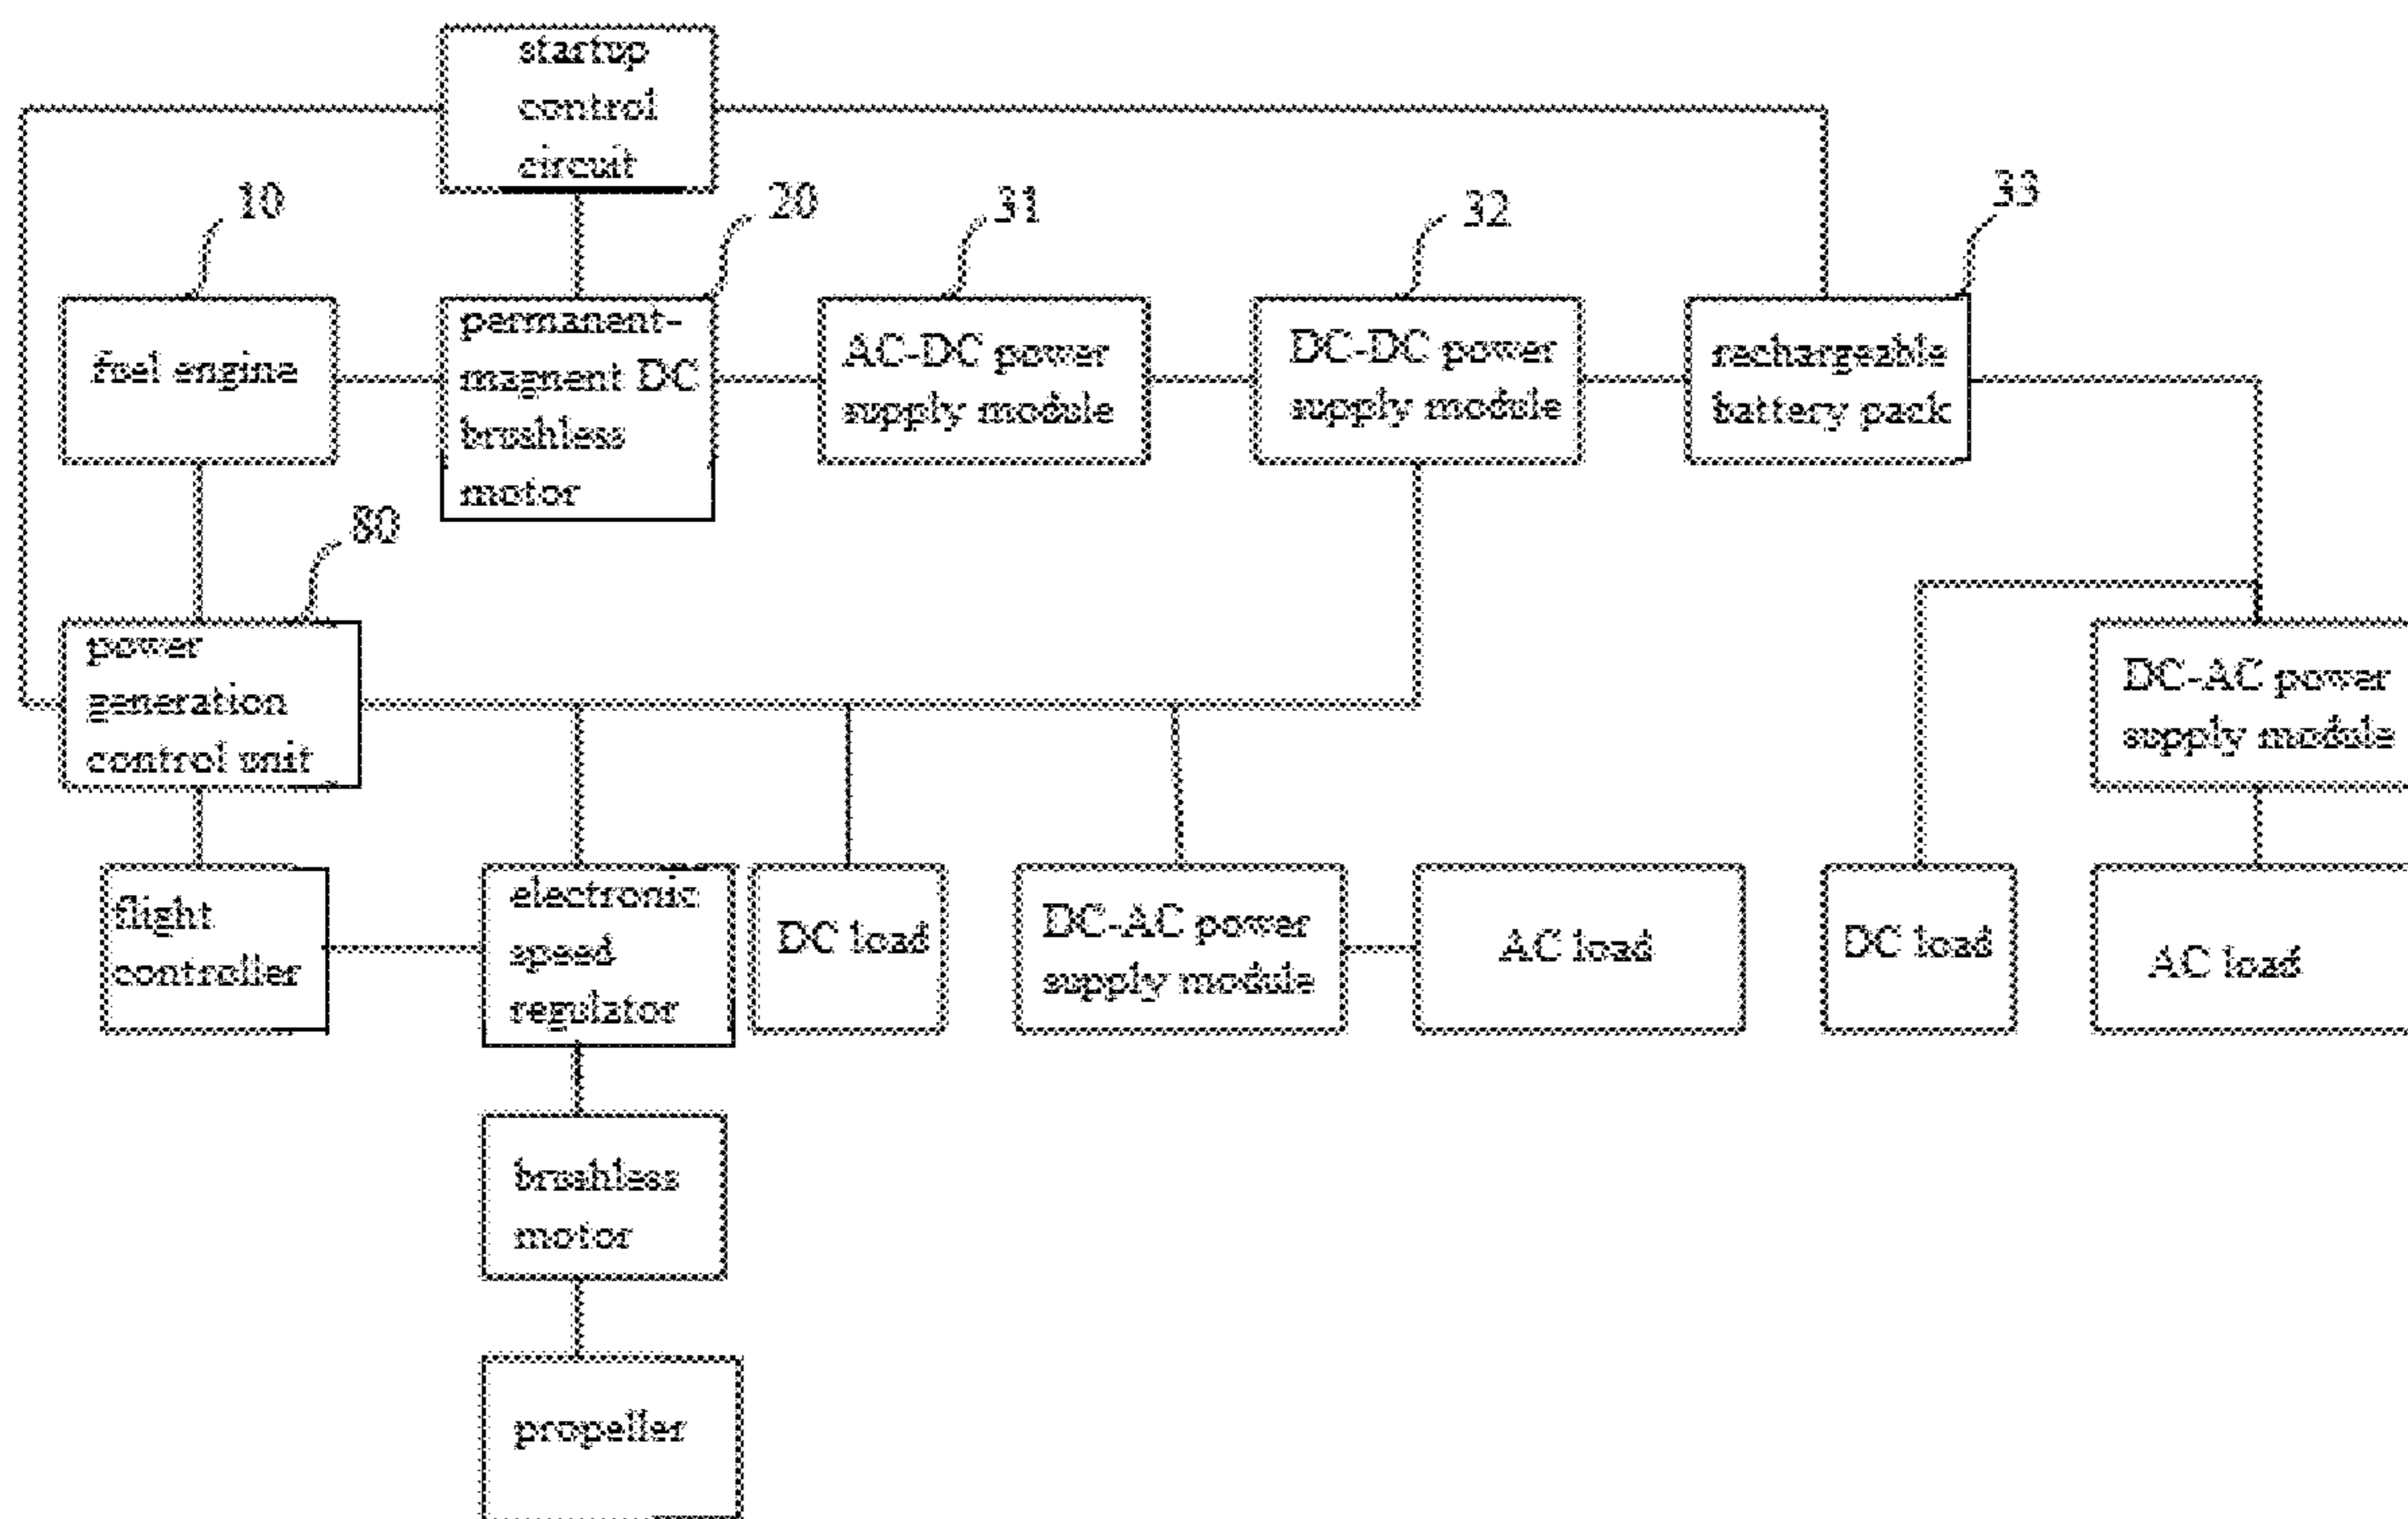 startup
control
circuit
10
20
31
32
33
fuel engine
permanent-
magnent DC
brushless
motor
AC-DC power
supply module
DC-DC power
supply module
rechargeable
battery pack
80
power
generation
control unit
DC-AC power
supply module
flight
controller
electronic
speed
regulator
DC load
DC-AC power
supply module
AC load
DC load
AC load
brushless
motor
propeller